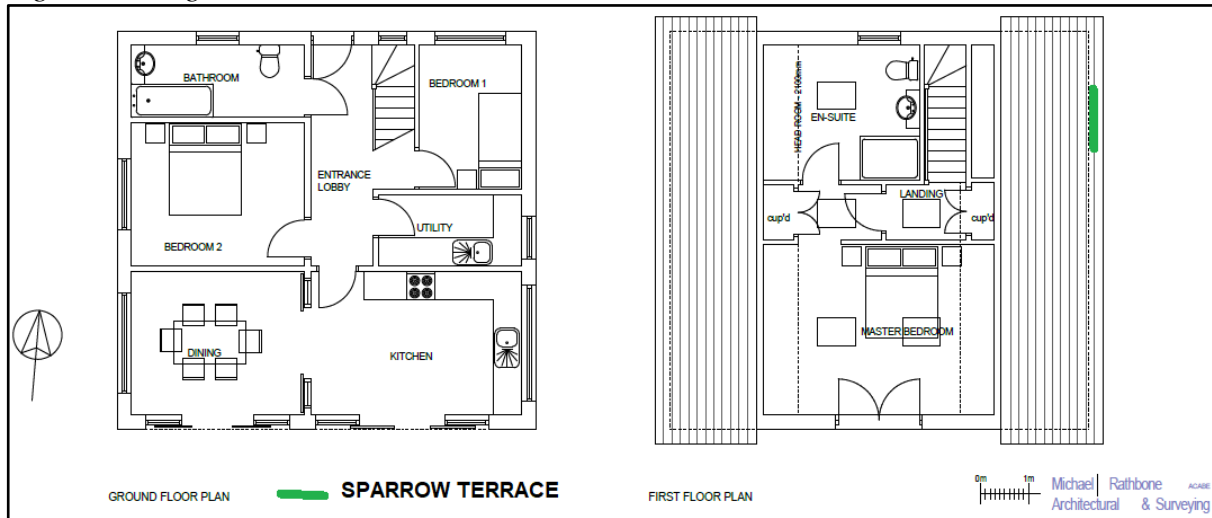 BATHROOM
BEDROOM 1
ENTRANCE
LOBBY
BEDROOM 2
UTILITY
DINING
KITCHEN
HEAD ROOM - 2100mm
EN-SUITE
LANDING
cup'd
cup'd
MASTER BEDROOM
GROUND FLOOR PLAN
SPARROW TERRACE
FIRST FLOOR PLAN
0m 1m
Michael Rathbone ACABE
Architectural & Surveying